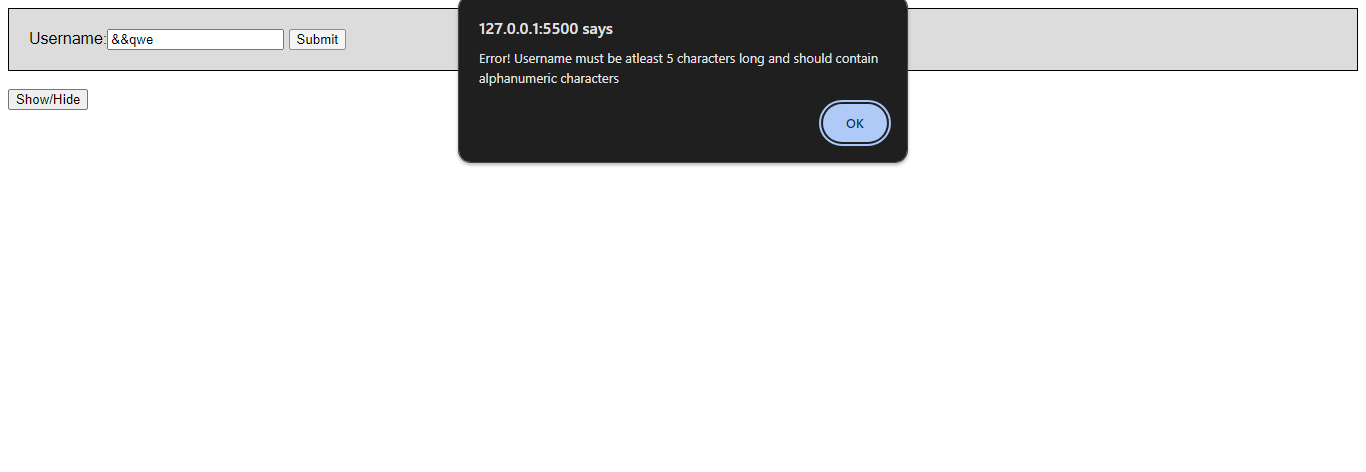 127.0.0.1:5500 says
Username: &&qwe Submit
Error! Username must be atleast 5 characters long and should contain
alphanumeric characters
Show/Hide
OK